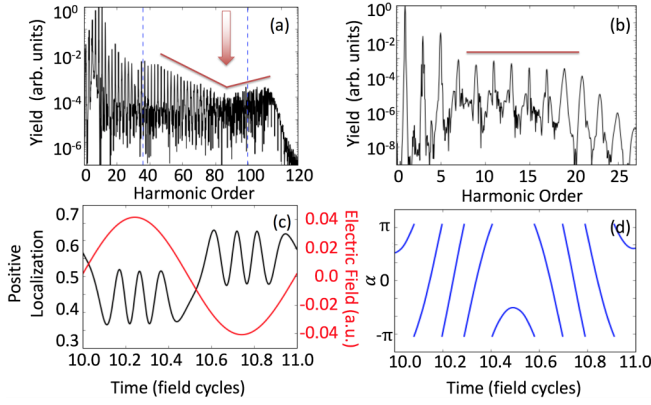 (a)
Yield (arb. units)
10^0
10^-2
10^-4
10^-6
0 20 40 60 80 100 120
Harmonic Order
(b)
Yield (arb. units)
10^0
10^-2
10^-4
10^-6
10^-8
0 5 10 15 20 25
Harmonic Order
(c)
Positive
Localization
0.7
0.6
0.5
0.4
0.3
Electric Field (a.u.)
0.04
0.02
0.0
-0.02
-0.04
10.0 10.2 10.4 10.6 10.8 11.0
Time (field cycles)
(d)
α
π
0
-π
10.0 10.2 10.4 10.6 10.8 11.0
Time (field cycles)